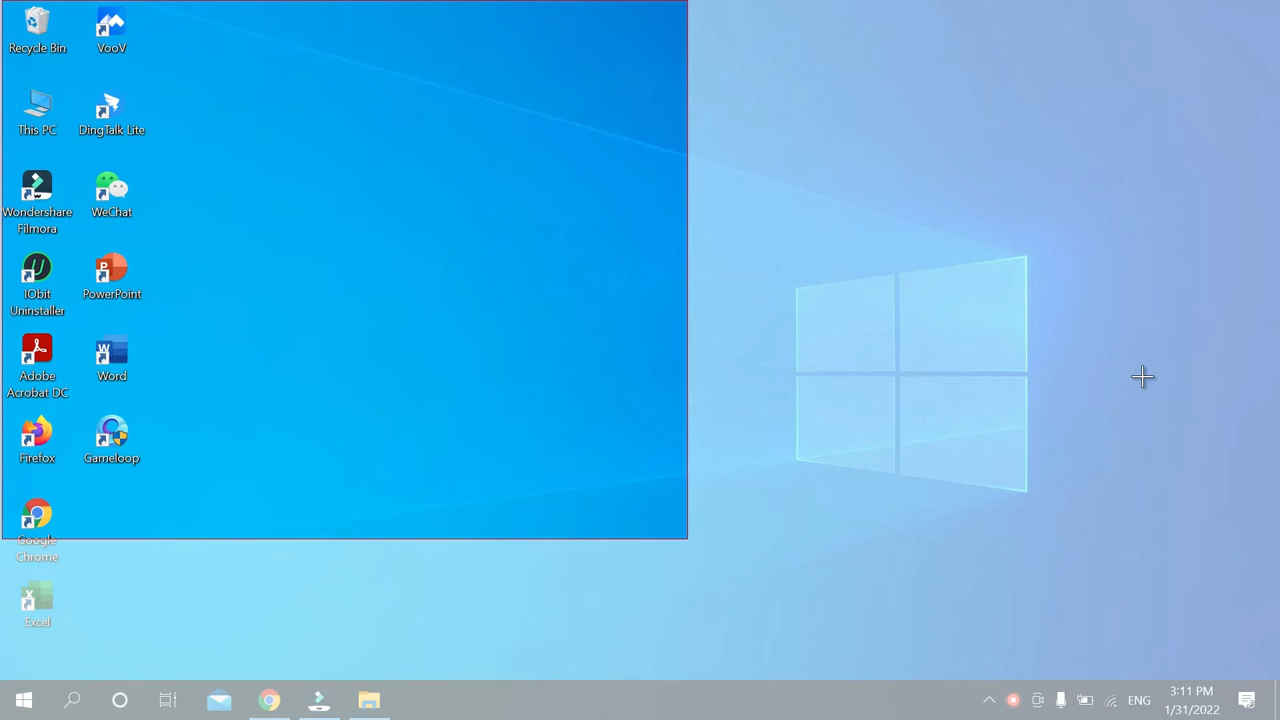 Recycle Bin
VooV
This PC
DingTalk Lite
Wondershare
Filmora
WeChat
IObit
Uninstaller
PowerPoint
Adobe
Acrobat DC
Word
Firefox
Gameloop
Google
Chrome
Excel
ENG
3:11 PM
1/31/2022